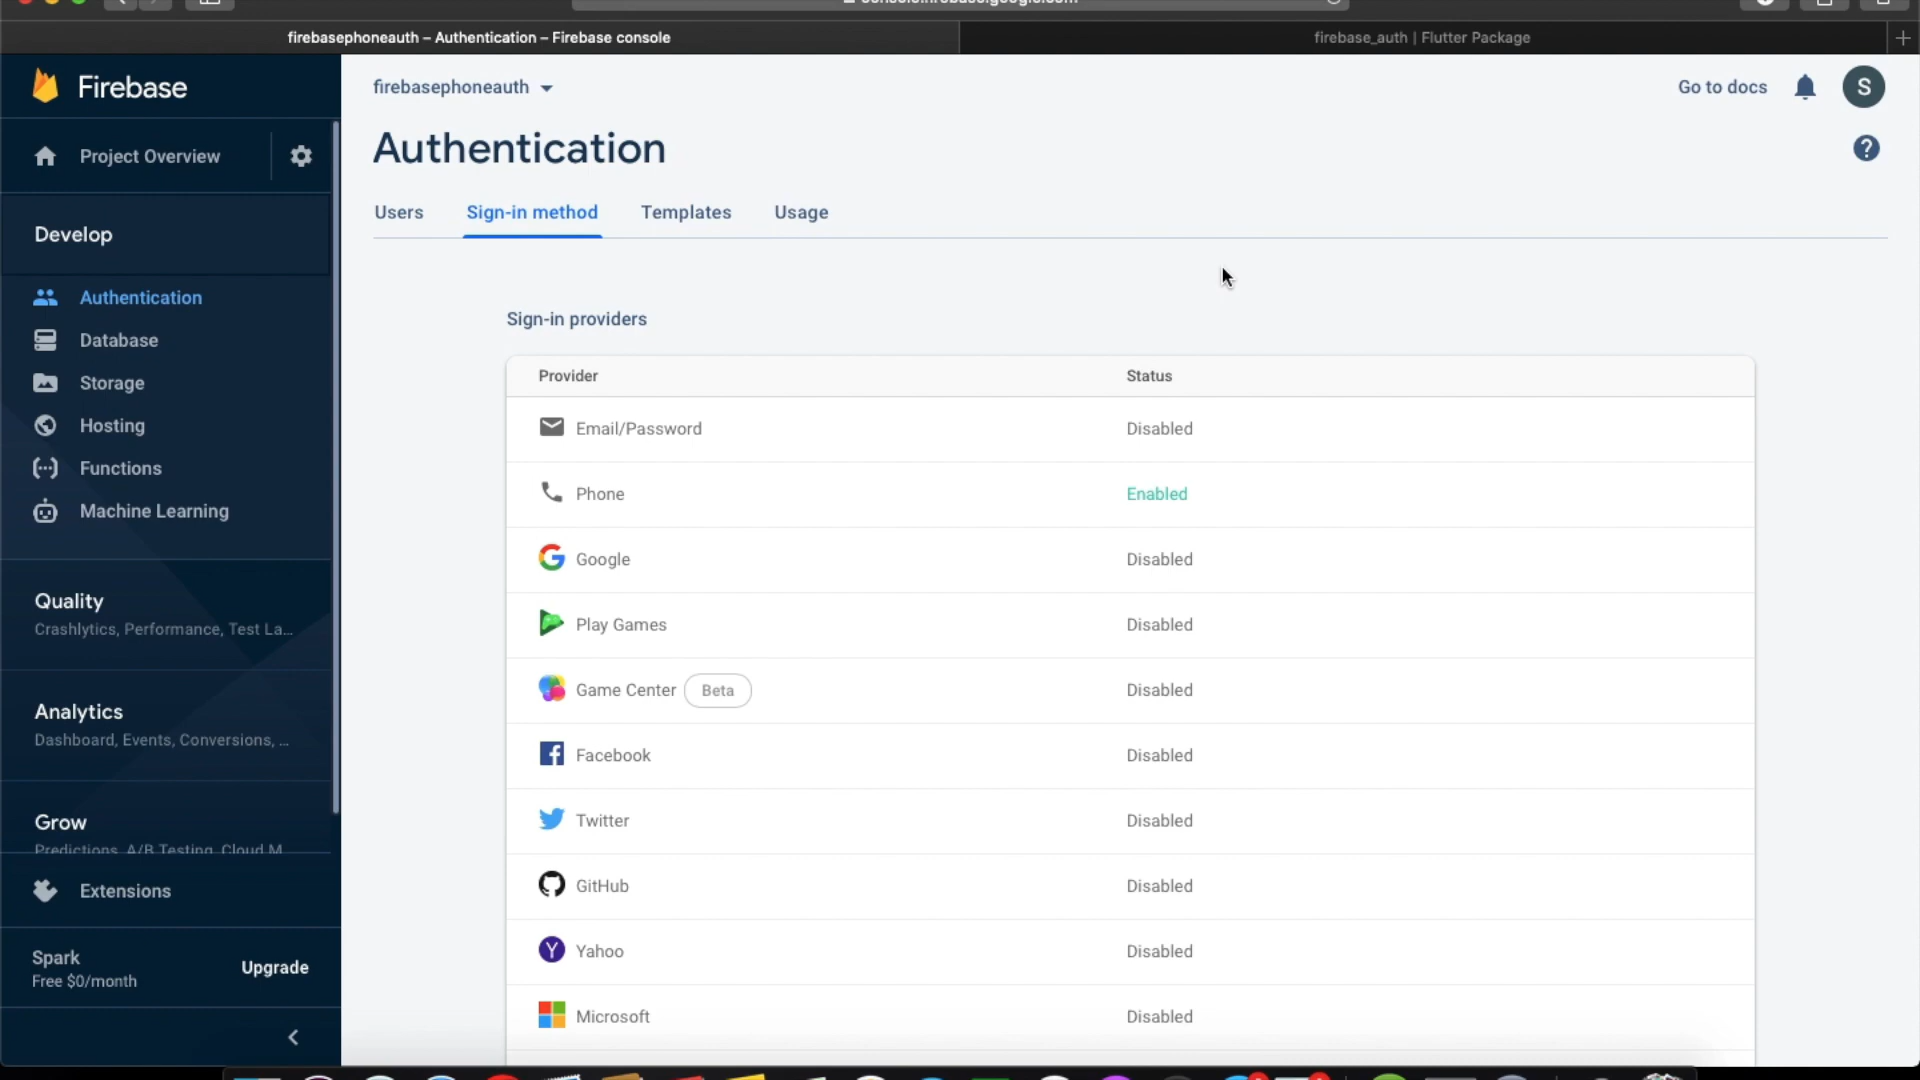 firebasephoneauth – Authentication – Firebase console
firebase_auth | Flutter Package
Firebase
firebasephoneauth
Go to docs
S
Project Overview
Authentication
Users
Sign-in method
Templates
Usage
Develop
Authentication
Database
Storage
Hosting
Functions
Machine Learning
Quality
Crashlytics, Performance, Test La...
Analytics
Dashboard, Events, Conversions, ...
Grow
Predictions, A/B Testing, Cloud M
Extensions
Spark
Free $0/month
Upgrade
Sign-in providers
Provider Status
Email/Password Disabled
Phone Enabled
Google Disabled
Play Games Disabled
Game Center Beta Disabled
Facebook Disabled
Twitter Disabled
GitHub Disabled
Yahoo Disabled
Microsoft Disabled